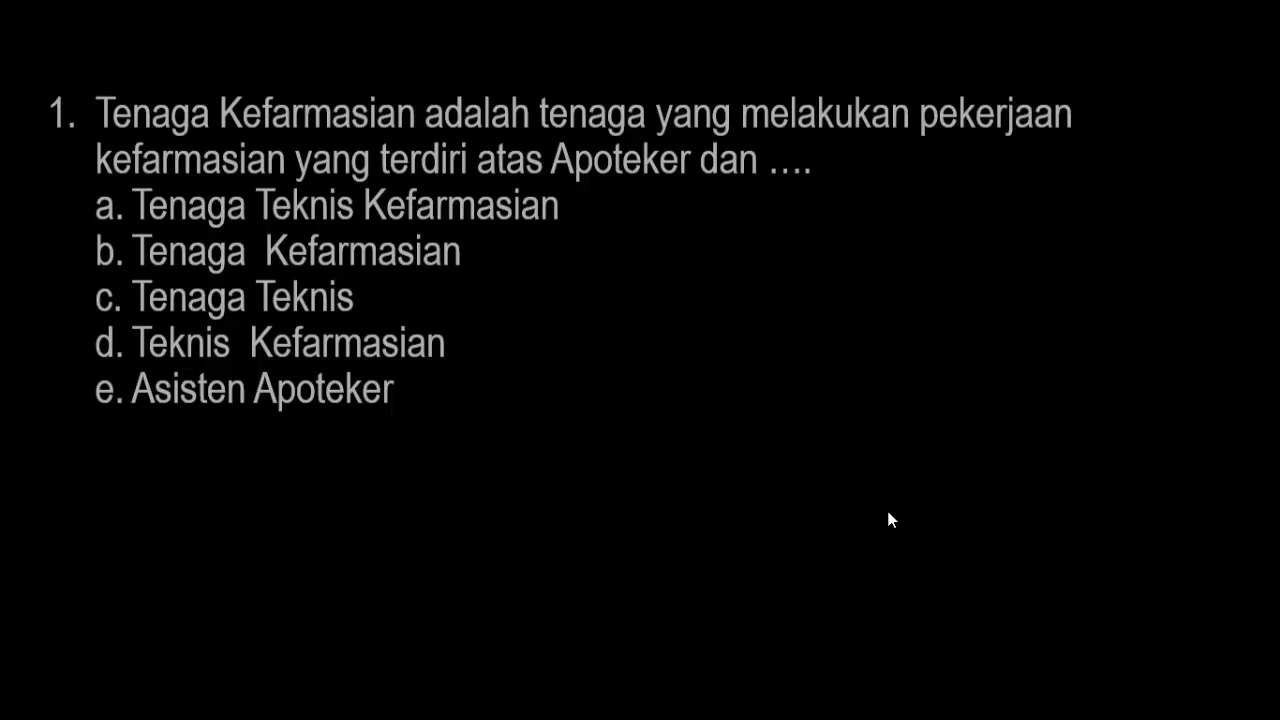 1. Tenaga Kefarmasian adalah tenaga yang melakukan pekerjaan
kefarmasian yang terdiri atas Apoteker dan ….
a. Tenaga Teknis Kefarmasian
b. Tenaga  Kefarmasian
c. Tenaga Teknis
d. Teknis  Kefarmasian
e. Asisten Apoteker